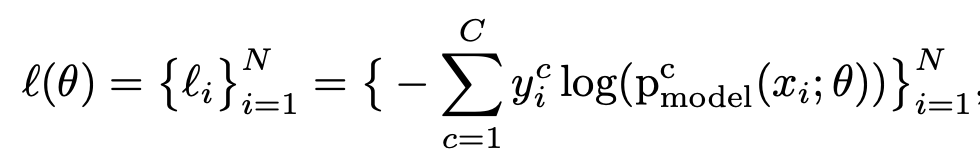 ℓ(θ) = {ℓ_i}_{i=1}^N = { − ∑_{c=1}^C y_i^c log(p_model^c(x_i; θ)) }_{i=1}^N,